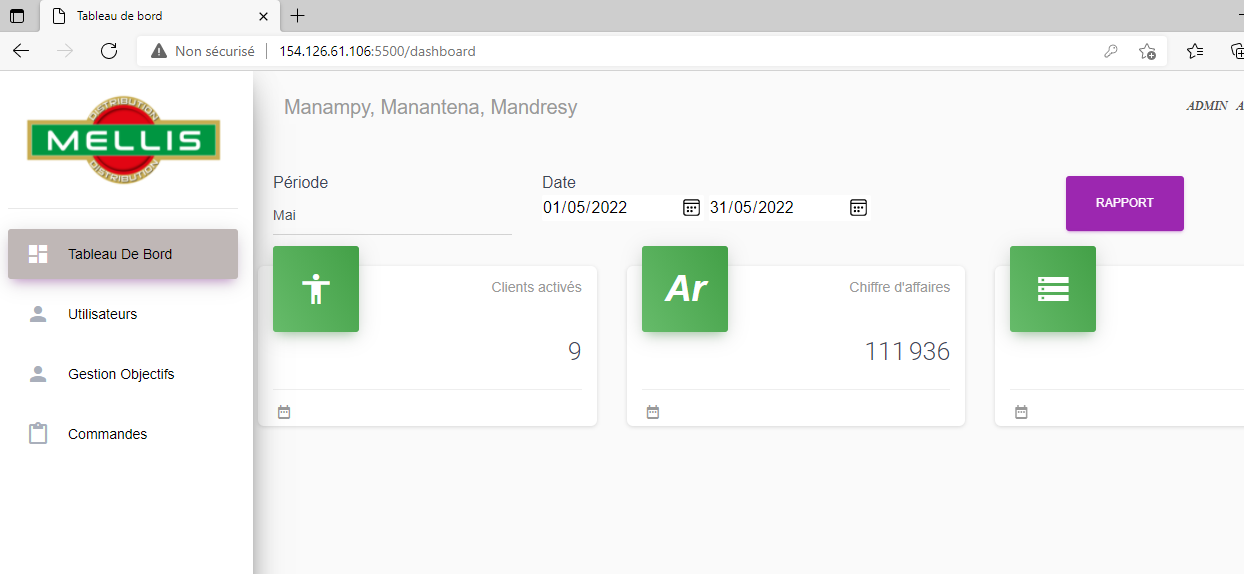 Tableau de bord
Non sécurisé 154.126.61.106:5500/dashboard
DISTRIBUTION
MELLIS
DISTRIBUTION
Manampy, Manantena, Mandresy
ADMIN
Période
Date
Mai
01/05/2022
31/05/2022
RAPPORT
Tableau De Bord
Utilisateurs
Gestion Objectifs
Commandes
Clients activés
9
Ar
Chiffre d'affaires
111 936